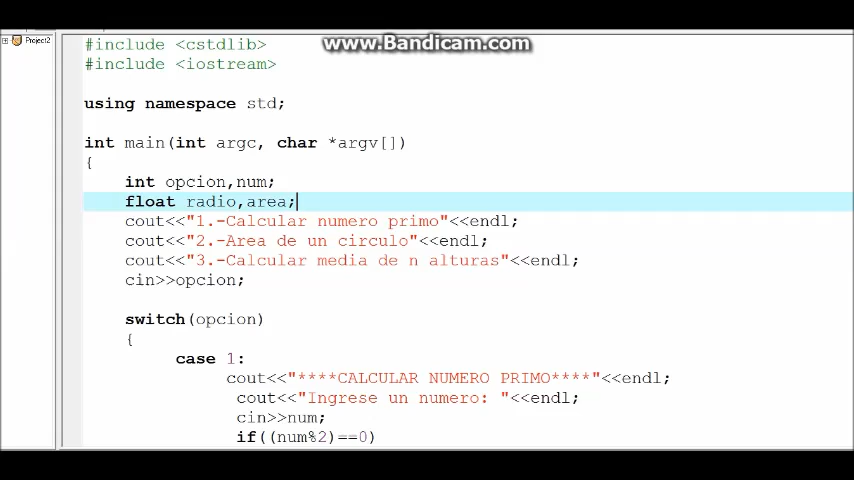 www.Bandicam.com
Project2
#include <cstdlib>
#include <iostream>
using namespace std;
int main(int argc, char *argv[])
{
int opcion,num;
float radio,area;
cout<<"1.-Calcular numero primo"<<endl;
cout<<"2.-Area de un circulo"<<endl;
cout<<"3.-Calcular media de n alturas"<<endl;
cin>>opcion;
switch(opcion)
{
case 1:
cout<<"****CALCULAR NUMERO PRIMO****"<<endl;
cout<<"Ingrese un numero: "<<endl;
cin>>num;
if((num%2)==0)